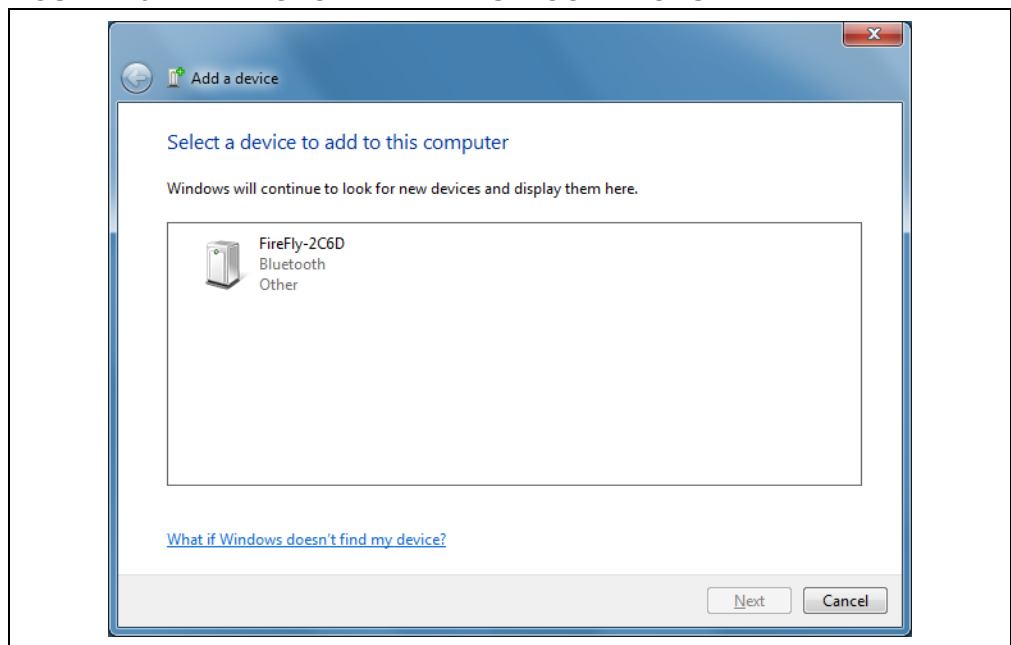 Add a device
Select a device to add to this computer
Windows will continue to look for new devices and display them here.
FireFly-2C6D
Bluetooth
Other
What if Windows doesn't find my device?
Next
Cancel